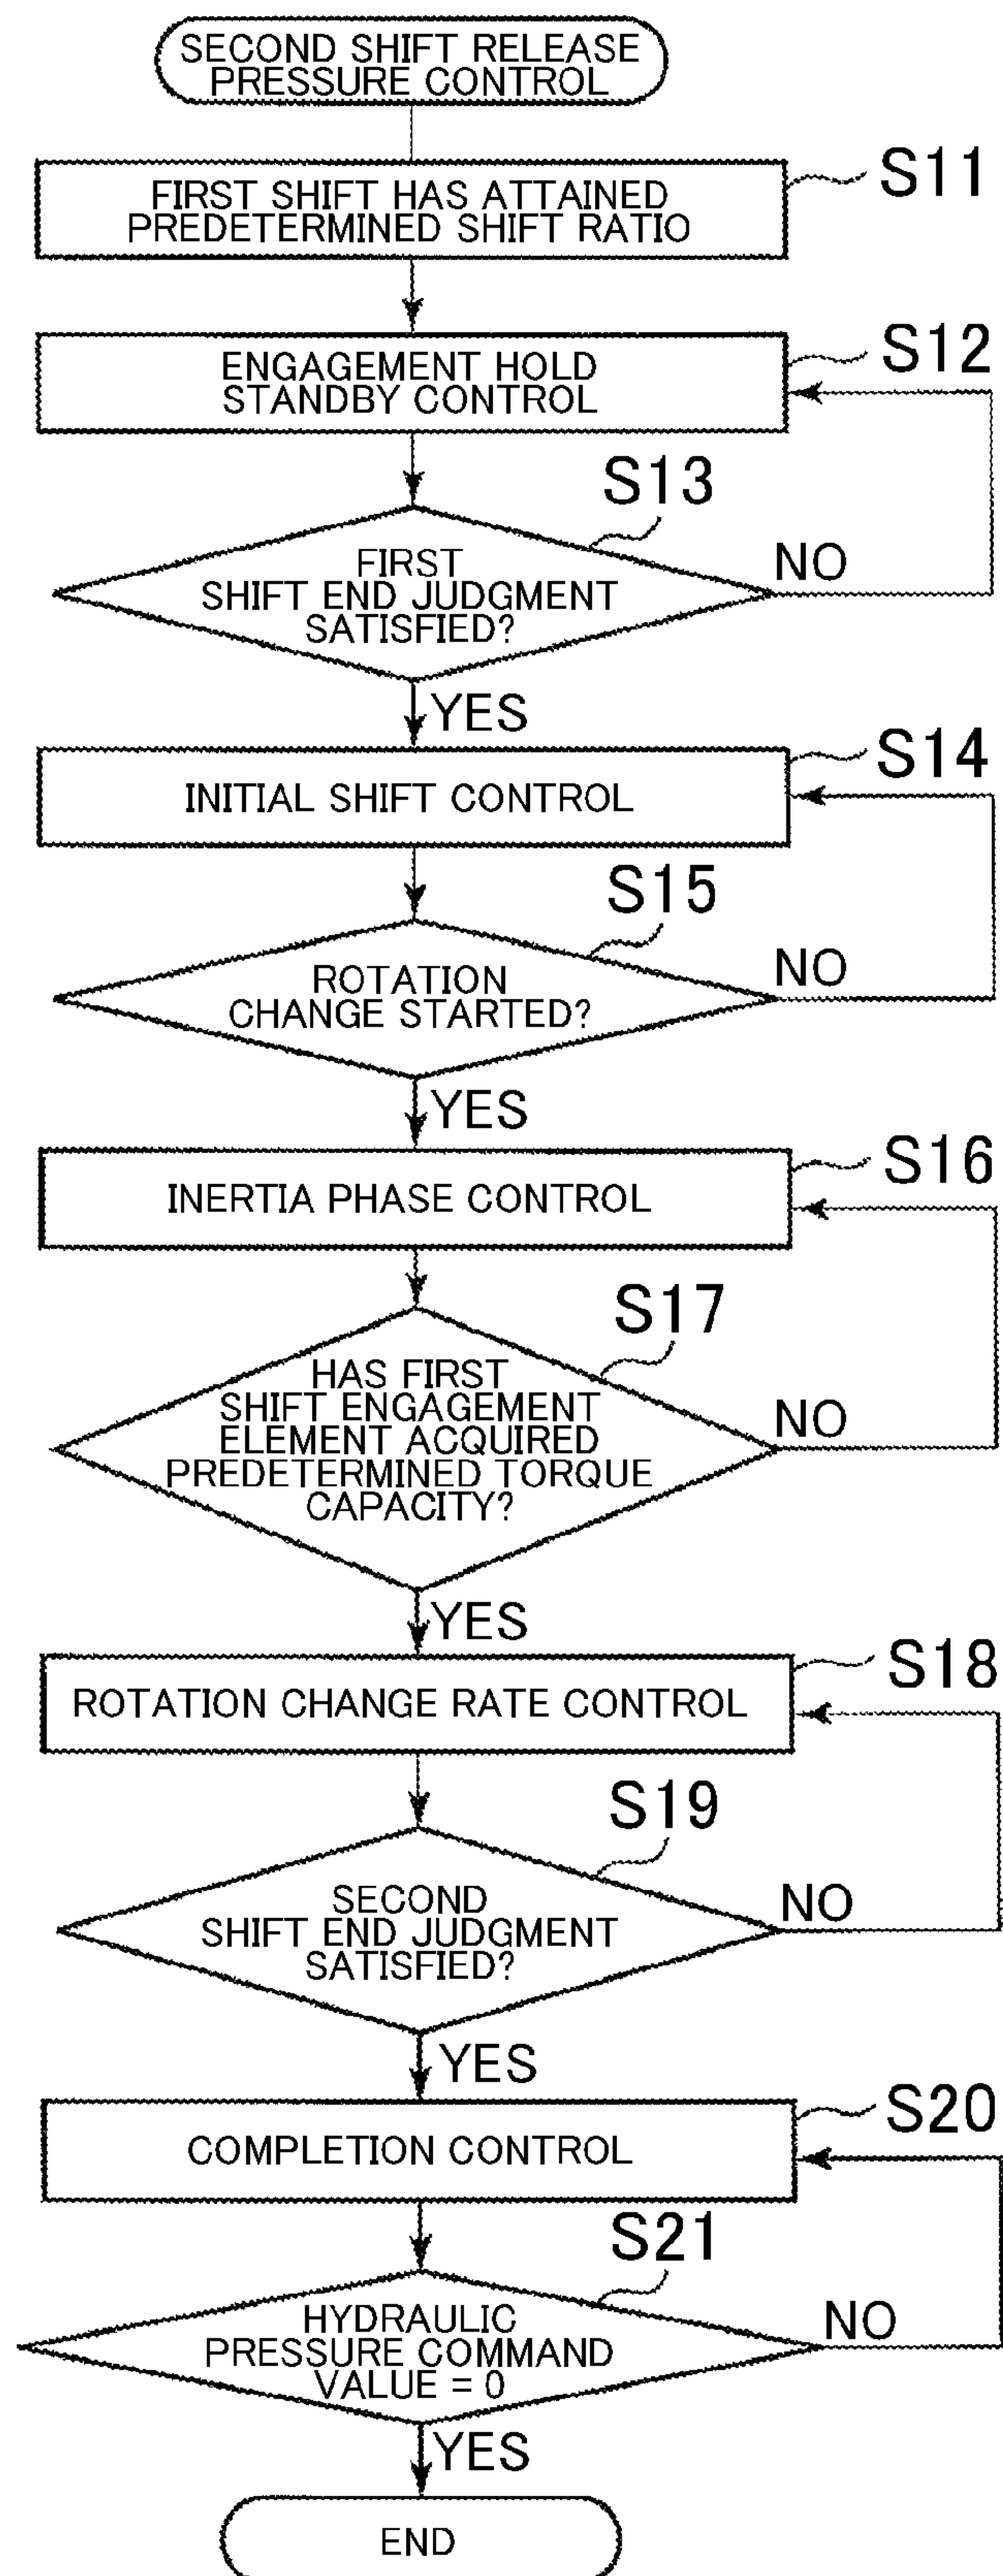 SECOND SHIFT RELEASE
PRESSURE CONTROL
S11
FIRST SHIFT HAS ATTAINED
PREDETERMINED SHIFT RATIO
S12
ENGAGEMENT HOLD
STANDBY CONTROL
S13
FIRST
SHIFT END JUDGMENT
SATISFIED?
NO
YES
S14
INITIAL SHIFT CONTROL
S15
ROTATION
CHANGE STARTED?
NO
YES
S16
INERTIA PHASE CONTROL
S17
HAS FIRST
SHIFT ENGAGEMENT
ELEMENT ACQUIRED
PREDETERMINED TORQUE
CAPACITY?
NO
YES
S18
ROTATION CHANGE RATE CONTROL
S19
SECOND
SHIFT END JUDGMENT
SATISFIED?
NO
YES
S20
COMPLETION CONTROL
S21
HYDRAULIC
PRESSURE COMMAND
VALUE = 0
NO
YES
END